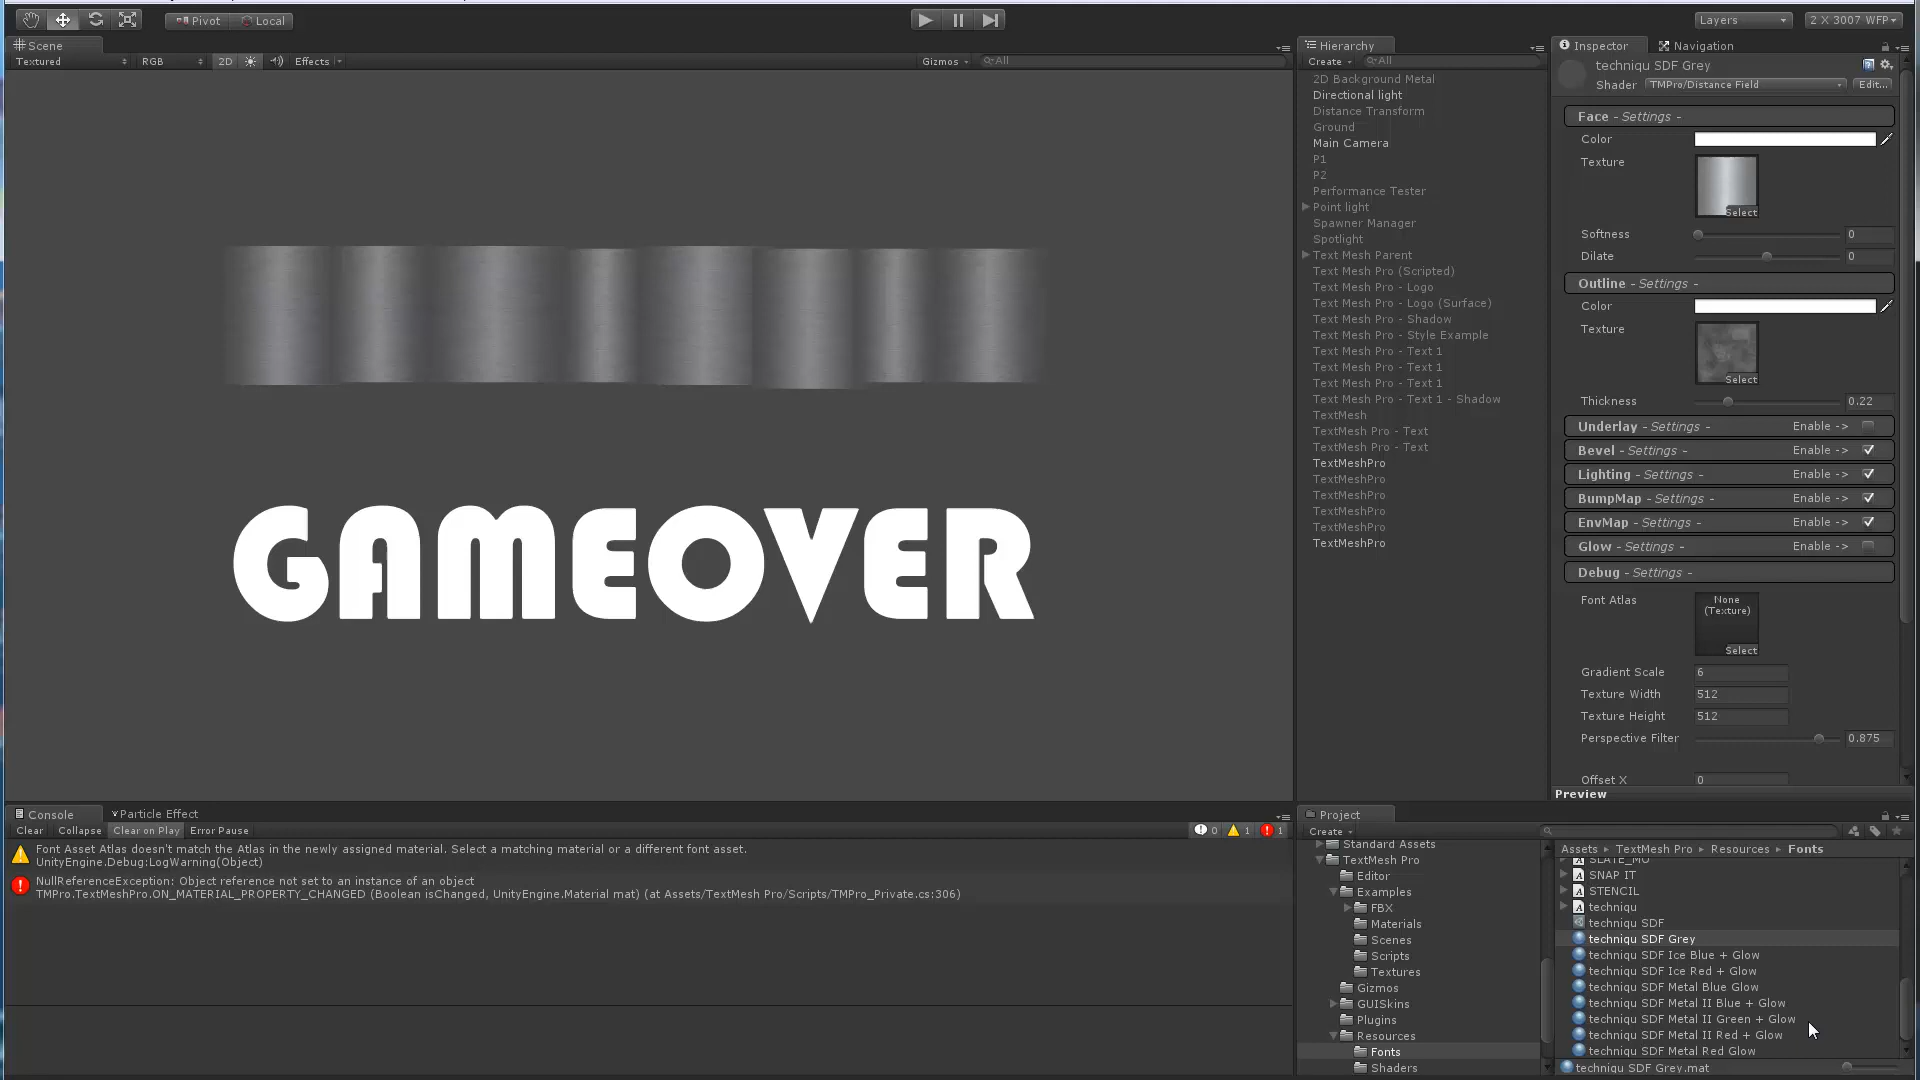 Pivot Local
Layers 2 X 3007 WFP
Scene
Textured RGB 2D Effects Gizmos All
GAMEOVER
Hierarchy
Create All
2D Background Metal
Directional light
Distance Transform
Ground
Main Camera
P1
P2
Performance Tester
Point light
Spawner Manager
Spotlight
Text Mesh Parent
Text Mesh Pro (Scripted)
Text Mesh Pro - Logo
Text Mesh Pro - Logo (Surface)
Text Mesh Pro - Shadow
Text Mesh Pro - Style Example
Text Mesh Pro - Text 1
Text Mesh Pro - Text 1
Text Mesh Pro - Text 1
Text Mesh Pro - Text 1 - Shadow
TextMesh
TextMesh Pro - Text
TextMesh Pro - Text
TextMeshPro
TextMeshPro
TextMeshPro
TextMeshPro
TextMeshPro
TextMeshPro
Inspector Navigation
techniqu SDF Grey
Shader TMPro/Distance Field Edit...
Face - Settings -
Color
Texture
Select
Softness 0
Dilate 0
Outline - Settings -
Color
Texture
Select
Thickness 0.22
Underlay - Settings - Enable ->
Bevel - Settings - Enable ->
Lighting - Settings - Enable ->
BumpMap - Settings - Enable ->
EnvMap - Settings - Enable ->
Glow - Settings - Enable ->
Debug - Settings -
Font Atlas None
(Texture)
Select
Gradient Scale 6
Texture Width 512
Texture Height 512
Perspective Filter 0.875
Offset X 0
Preview
Console Particle Effect
Clear Collapse Clear on Play Error Pause 0 1 1
Font Asset Atlas doesn't match the Atlas in the newly assigned material. Select a matching material or a different font asset.
UnityEngine.Debug:LogWarning(Object)
NullReferenceException: Object reference not set to an instance of an object
TMPro.TextMeshPro.ON_MATERIAL_PROPERTY_CHANGED (Boolean isChanged, UnityEngine.Material mat) (at Assets/TextMesh Pro/Scripts/TMPro_Private.cs:306)
Project
Create
Standard Assets
TextMesh Pro
Editor
Examples
FBX
Materials
Scenes
Scripts
Textures
Gizmos
GUISkins
Plugins
Resources
Fonts
Shaders
Assets TextMesh Pro Resources Fonts
SLATE_MO
SNAP IT
STENCIL
techniqu
techniqu SDF
techniqu SDF Grey
techniqu SDF Ice Blue + Glow
techniqu SDF Ice Red + Glow
techniqu SDF Metal Blue Glow
techniqu SDF Metal II Blue + Glow
techniqu SDF Metal II Green + Glow
techniqu SDF Metal II Red + Glow
techniqu SDF Metal Red Glow
techniqu SDF Grey.mat